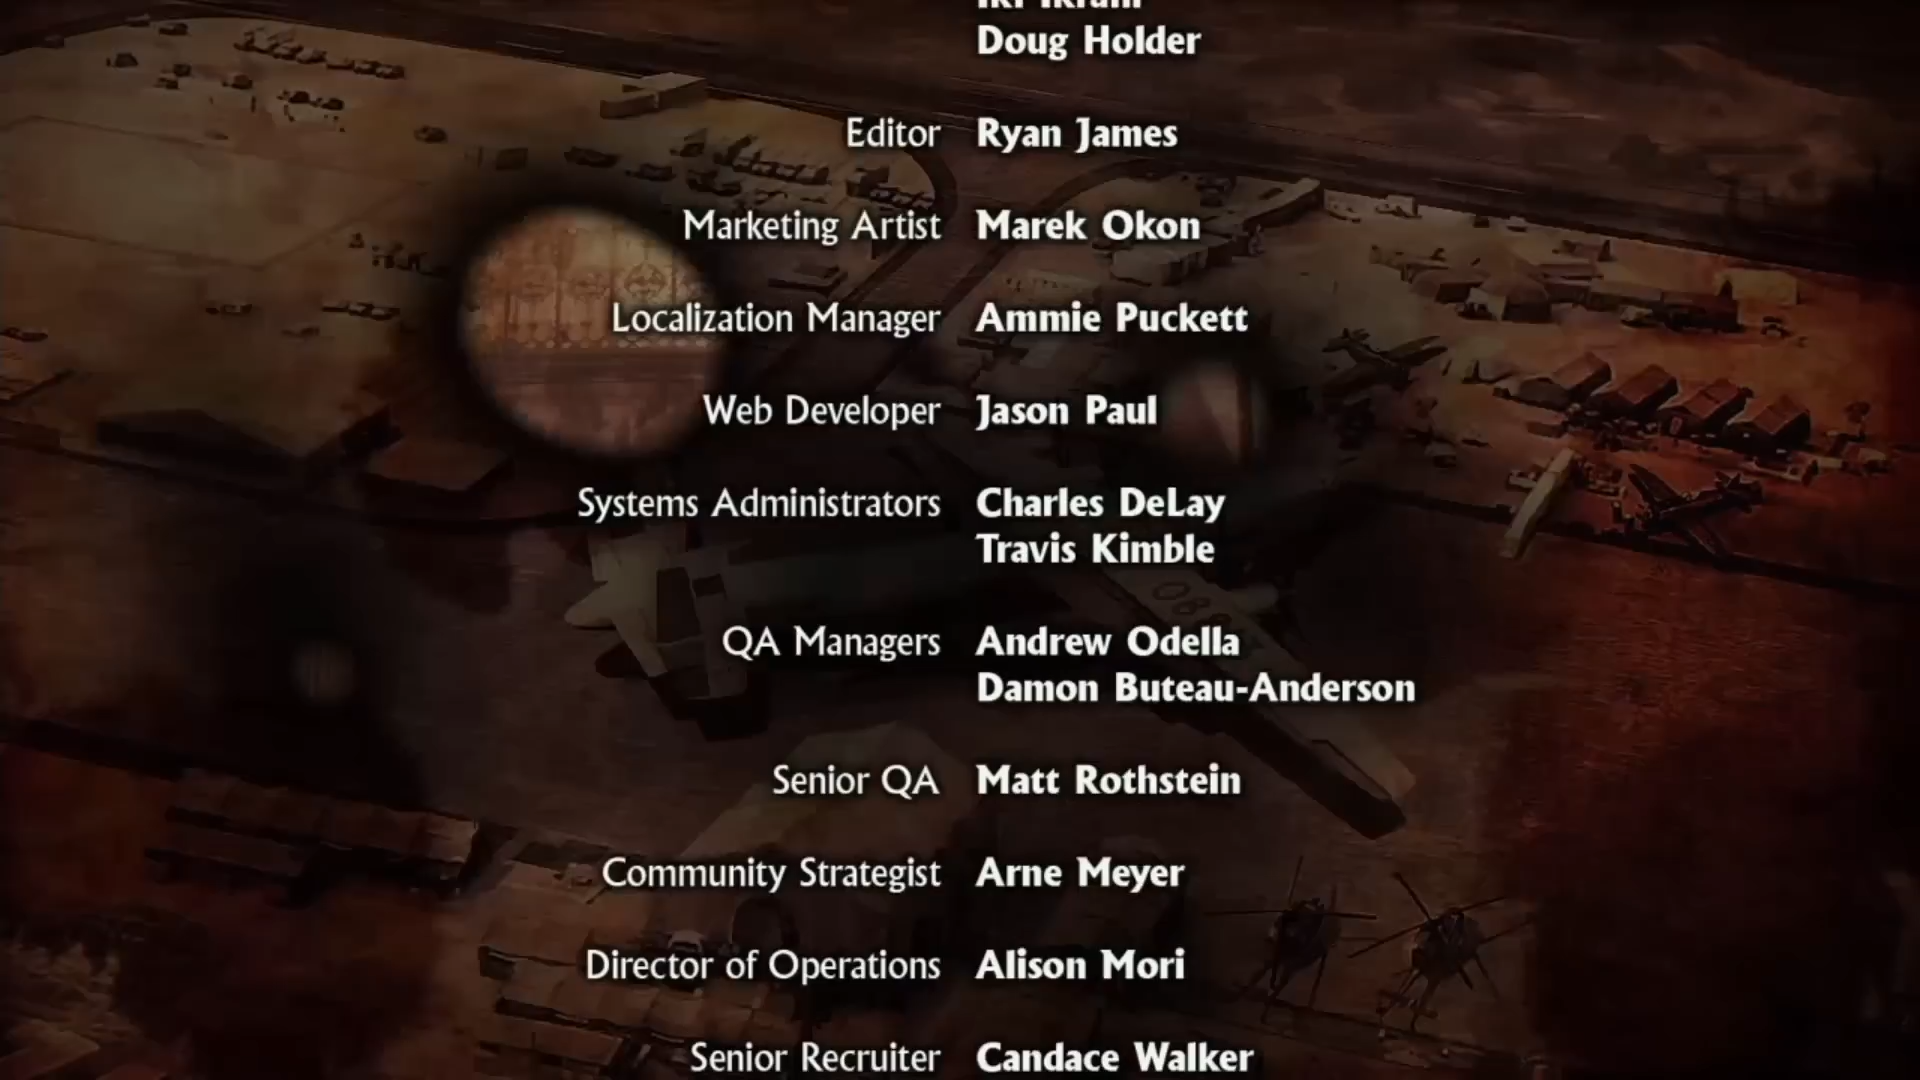 Doug Holder
Editor Ryan James
Marketing Artist Marek Okon
Localization Manager Ammie Puckett
Web Developer Jason Paul
Systems Administrators Charles DeLay
Travis Kimble
QA Managers Andrew Odella
Damon Buteau-Anderson
Senior QA Matt Rothstein
Community Strategist Arne Meyer
Director of Operations Alison Mori
Senior Recruiter Candace Walker